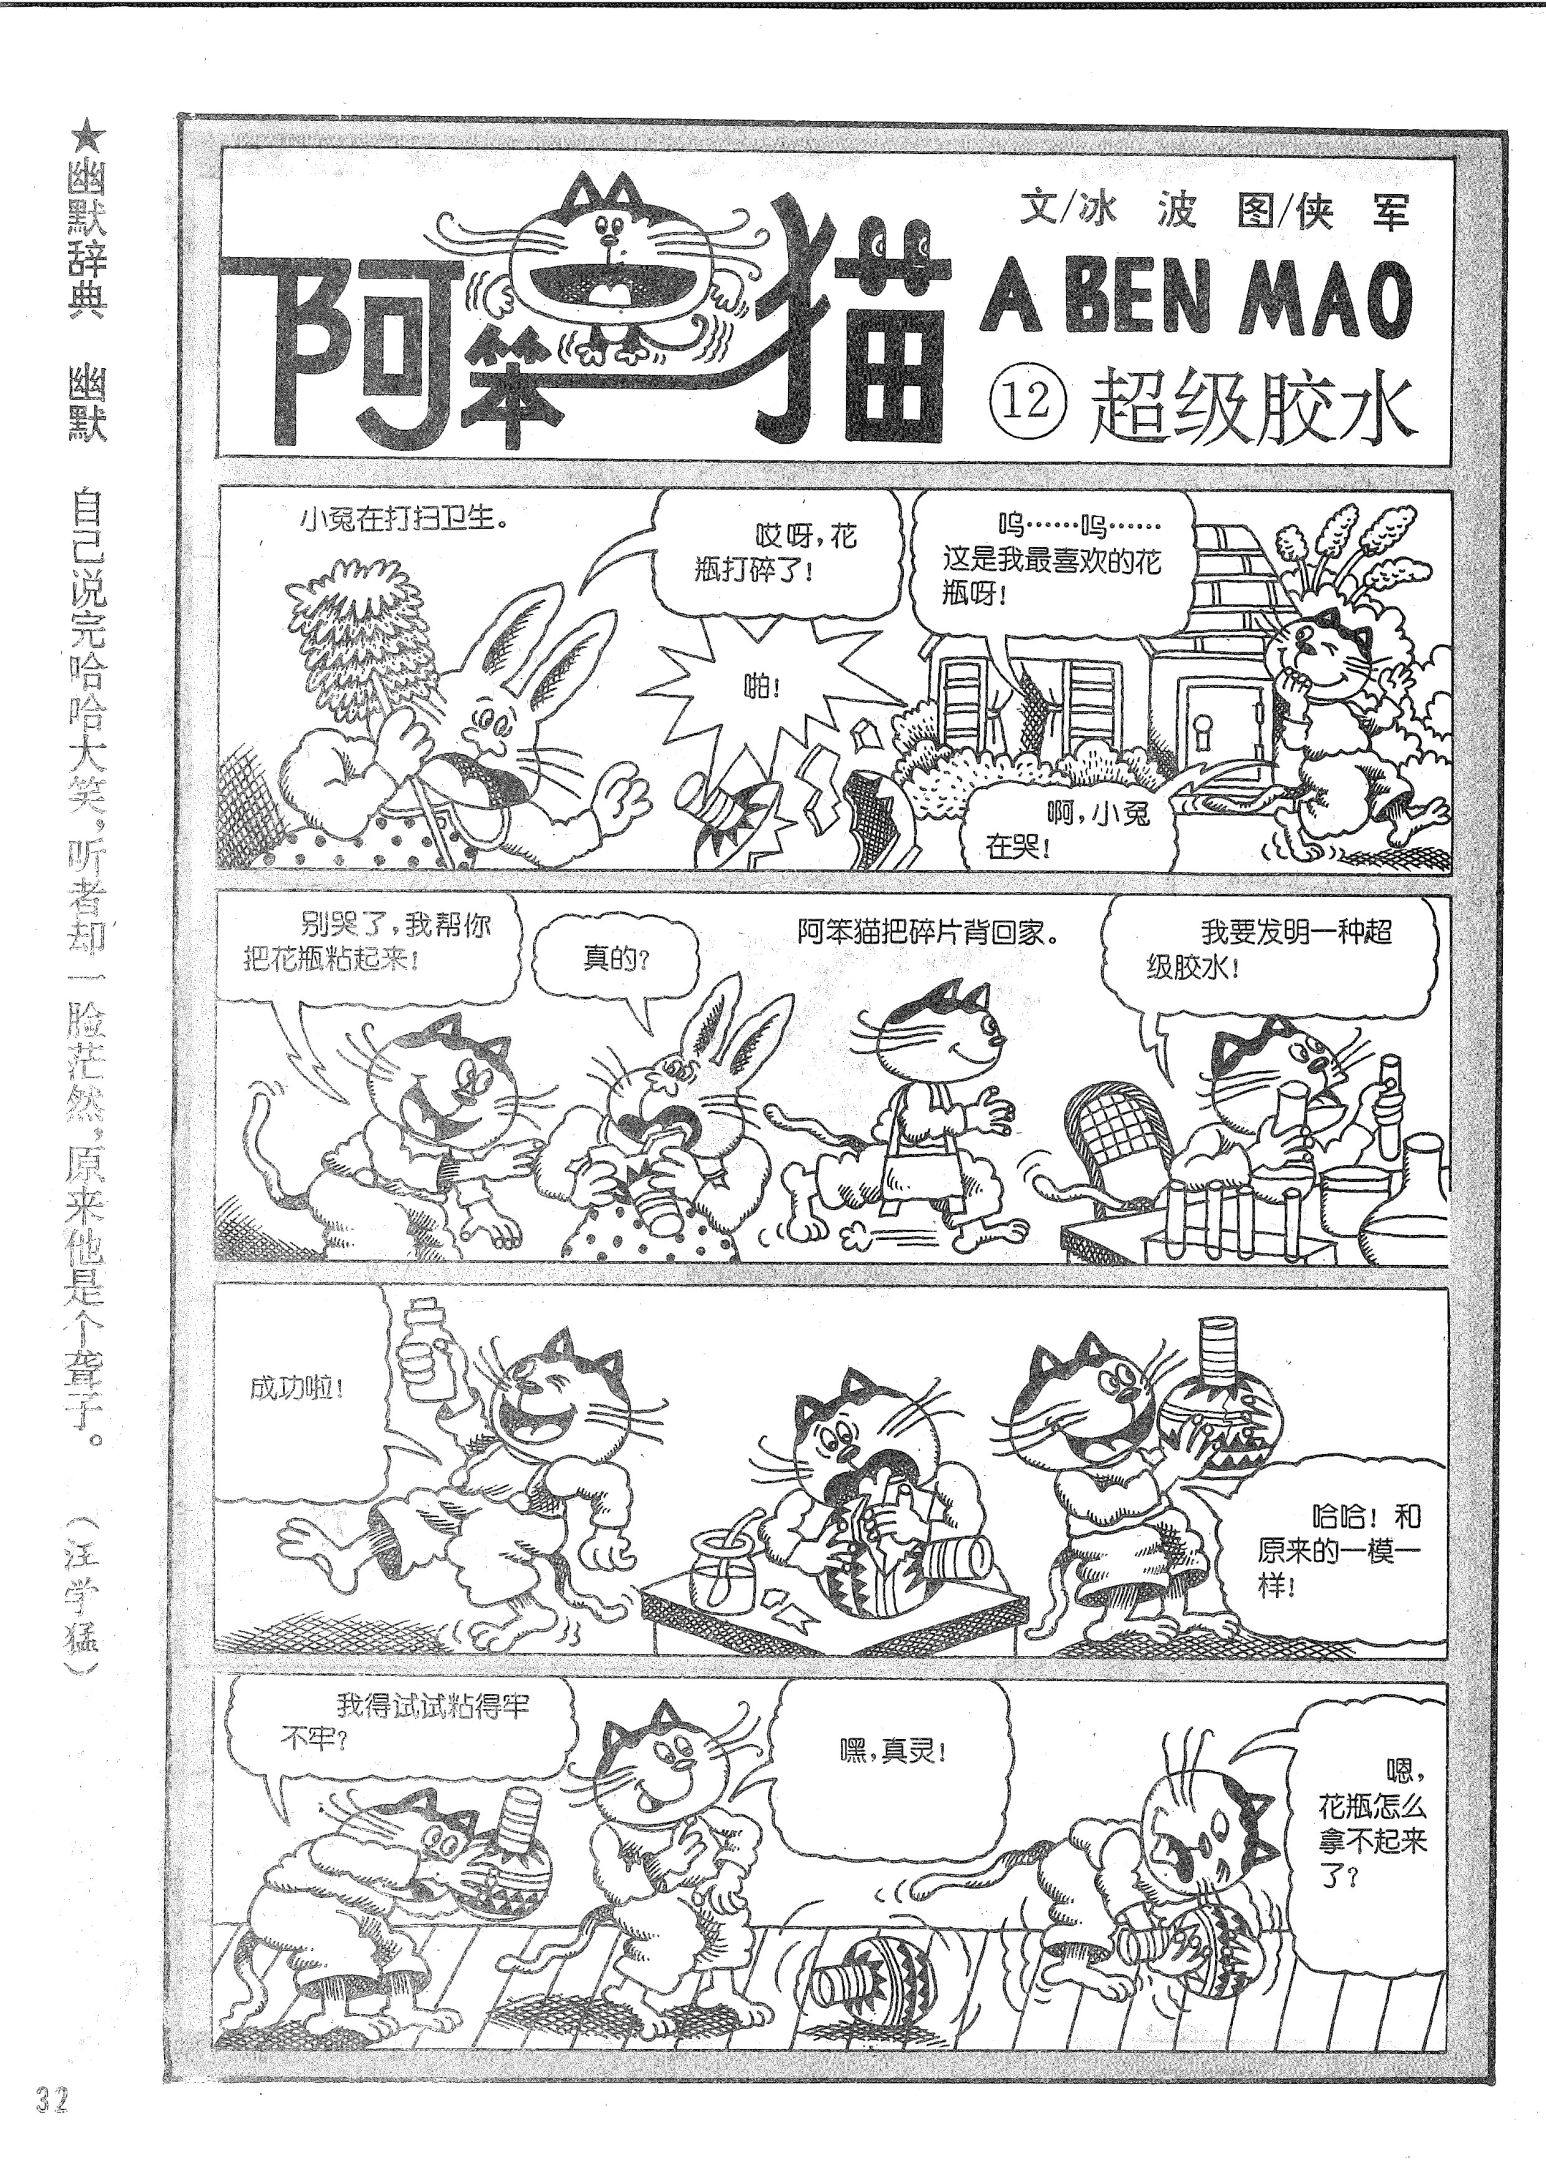 ★幽默辞典 幽默 自己说完哈哈大笑，听者却一脸茫然，原来他是个聋子。 （汪学猛）
阿笨猫
文/冰 波 图/侠 军
A BEN MAO
⑫超级胶水
小兔在打扫卫生。
哎呀，花
瓶打碎了！
啪！
呜……呜……
这是我最喜欢的花
瓶呀！
啊，小兔
在哭！
别哭了，我帮你
把花瓶粘起来！
真的？
阿笨猫把碎片背回家。
我要发明一种超
级胶水！
成功啦！
哈哈！和
原来的一模一
样！
我得试试粘得牢
不牢？
嘿，真灵！
嗯，
花瓶怎么
拿不起来
了？
32